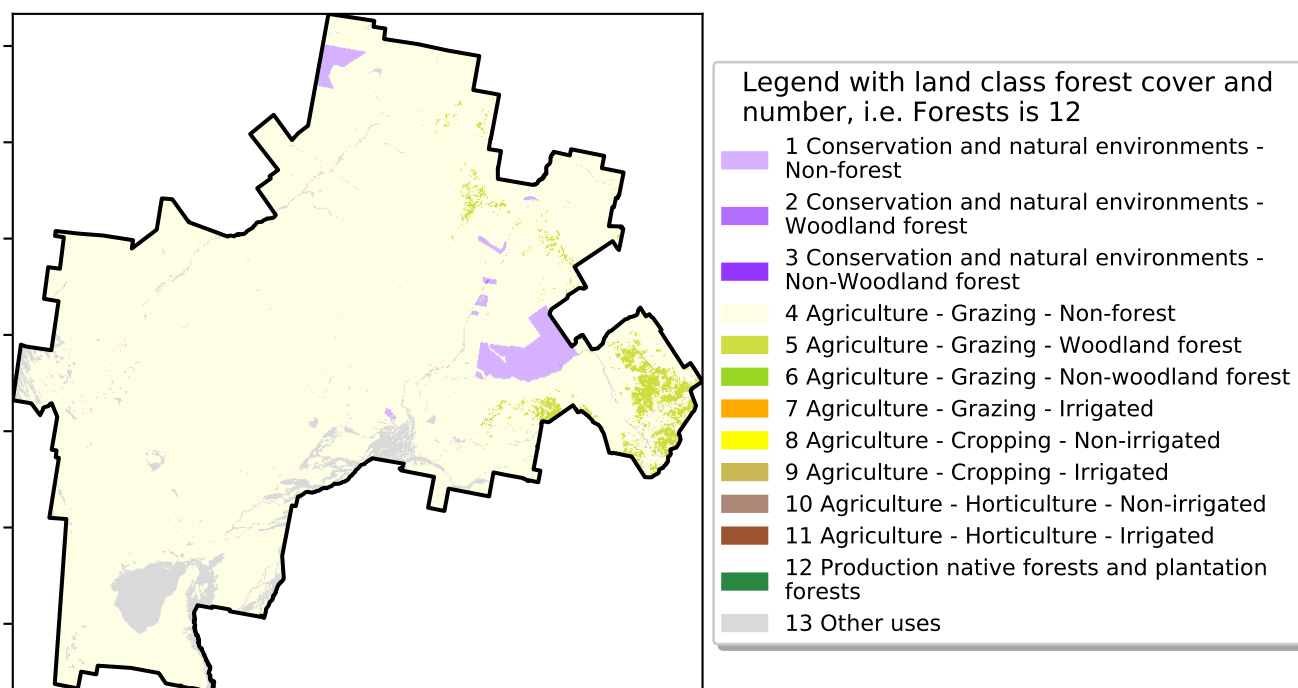 Legend with land class forest cover and
number, i.e. Forests is 12
1 Conservation and natural environments -
Non-forest
2 Conservation and natural environments -
Woodland forest
3 Conservation and natural environments -
Non-Woodland forest
4 Agriculture - Grazing - Non-forest
5 Agriculture - Grazing - Woodland forest
6 Agriculture - Grazing - Non-woodland forest
7 Agriculture - Grazing - Irrigated
8 Agriculture - Cropping - Non-irrigated
9 Agriculture - Cropping - Irrigated
10 Agriculture - Horticulture - Non-irrigated
11 Agriculture - Horticulture - Irrigated
12 Production native forests and plantation
forests
13 Other uses